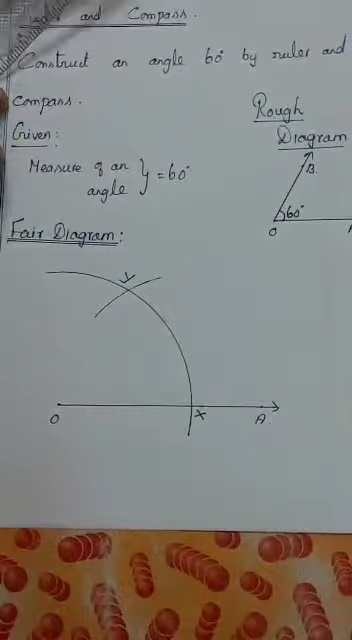 and Compass.
Construct an angle 60° by ruler and
Compass.
Rough
Diagram
Given:
Measure of an
angle } = 60°
B
60°
O
Fair Diagram:
Y
O
X
A